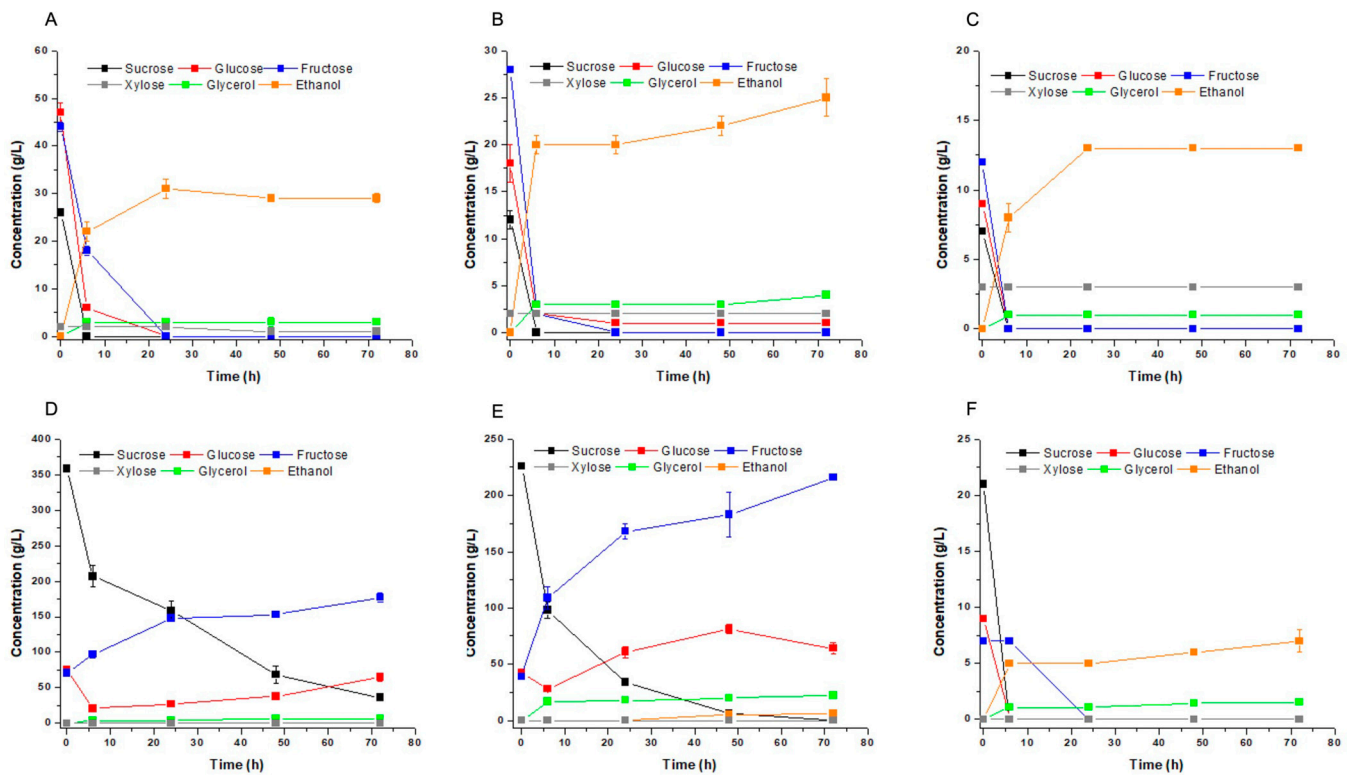 A
B
C
Sucrose Glucose Fructose
Xylose Glycerol Ethanol
Concentration (g/L)
60
50
40
30
20
10
0
0 10 20 30 40 50 60 70 80
Time (h)
Sucrose Glucose Fructose
Xylose Glycerol Ethanol
Concentration (g/L)
30
25
20
15
10
5
0
0 10 20 30 40 50 60 70 80
Time (h)
Sucrose Glucose Fructose
Xylose Glycerol Ethanol
Concentration (g/L)
20
15
10
5
0
0 10 20 30 40 50 60 70 80
Time (h)
D
E
F
Sucrose Glucose Fructose
Xylose Glycerol Ethanol
Concentration (g/L)
400
350
300
250
200
150
100
50
0
0 10 20 30 40 50 60 70 80
Time (h)
Sucrose Glucose Fructose
Xylose Glycerol Ethanol
Concentration (g/L)
250
200
150
100
50
0
0 10 20 30 40 50 60 70 80
Time (h)
Sucrose Glucose Fructose
Xylose Glycerol Ethanol
Concentration (g/L)
25
20
15
10
5
0
0 10 20 30 40 50 60 70 80
Time (h)